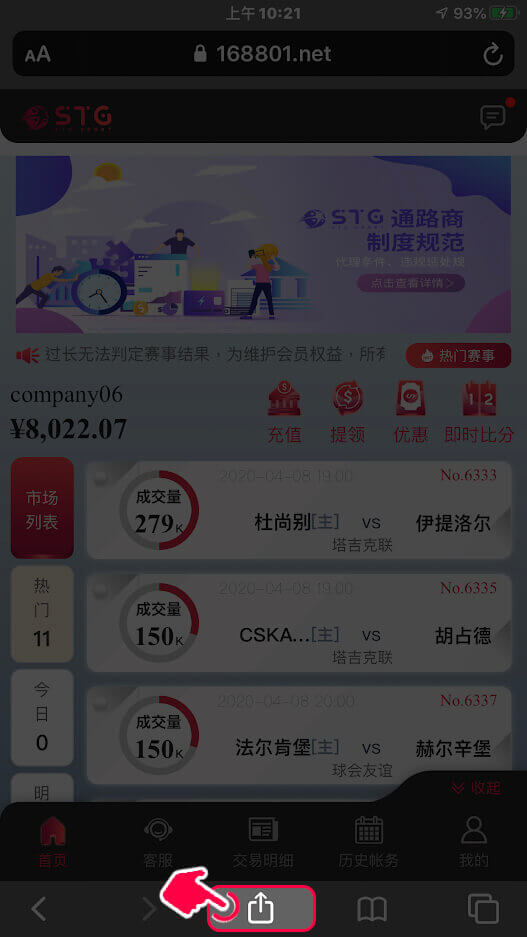 上午10:21
93%
AA
168801.net
STG
STG 通路商
制度规范
代理条件、违规惩处规
点击查看详情>
过长无法判定赛事结果，为维护会员权益，所有
热门赛事
company06
¥8,022.07
充值
提领
优惠
1 2
即时比分
市场
列表
2020-04-08 19:00
No.6333
成交量
279K
杜尚别[主] VS 伊提洛尔
塔吉克联
热
门
11
2020-04-08 19:00
No.6335
成交量
150K
CSKA...[主] VS 胡占德
塔吉克联
今
日
0
2020-04-08 20:00
No.6337
成交量
150K
法尔肯堡[主] VS 赫尔辛堡
球会友谊
明
收起
首页
客服
交易明细
历史帐务
我的